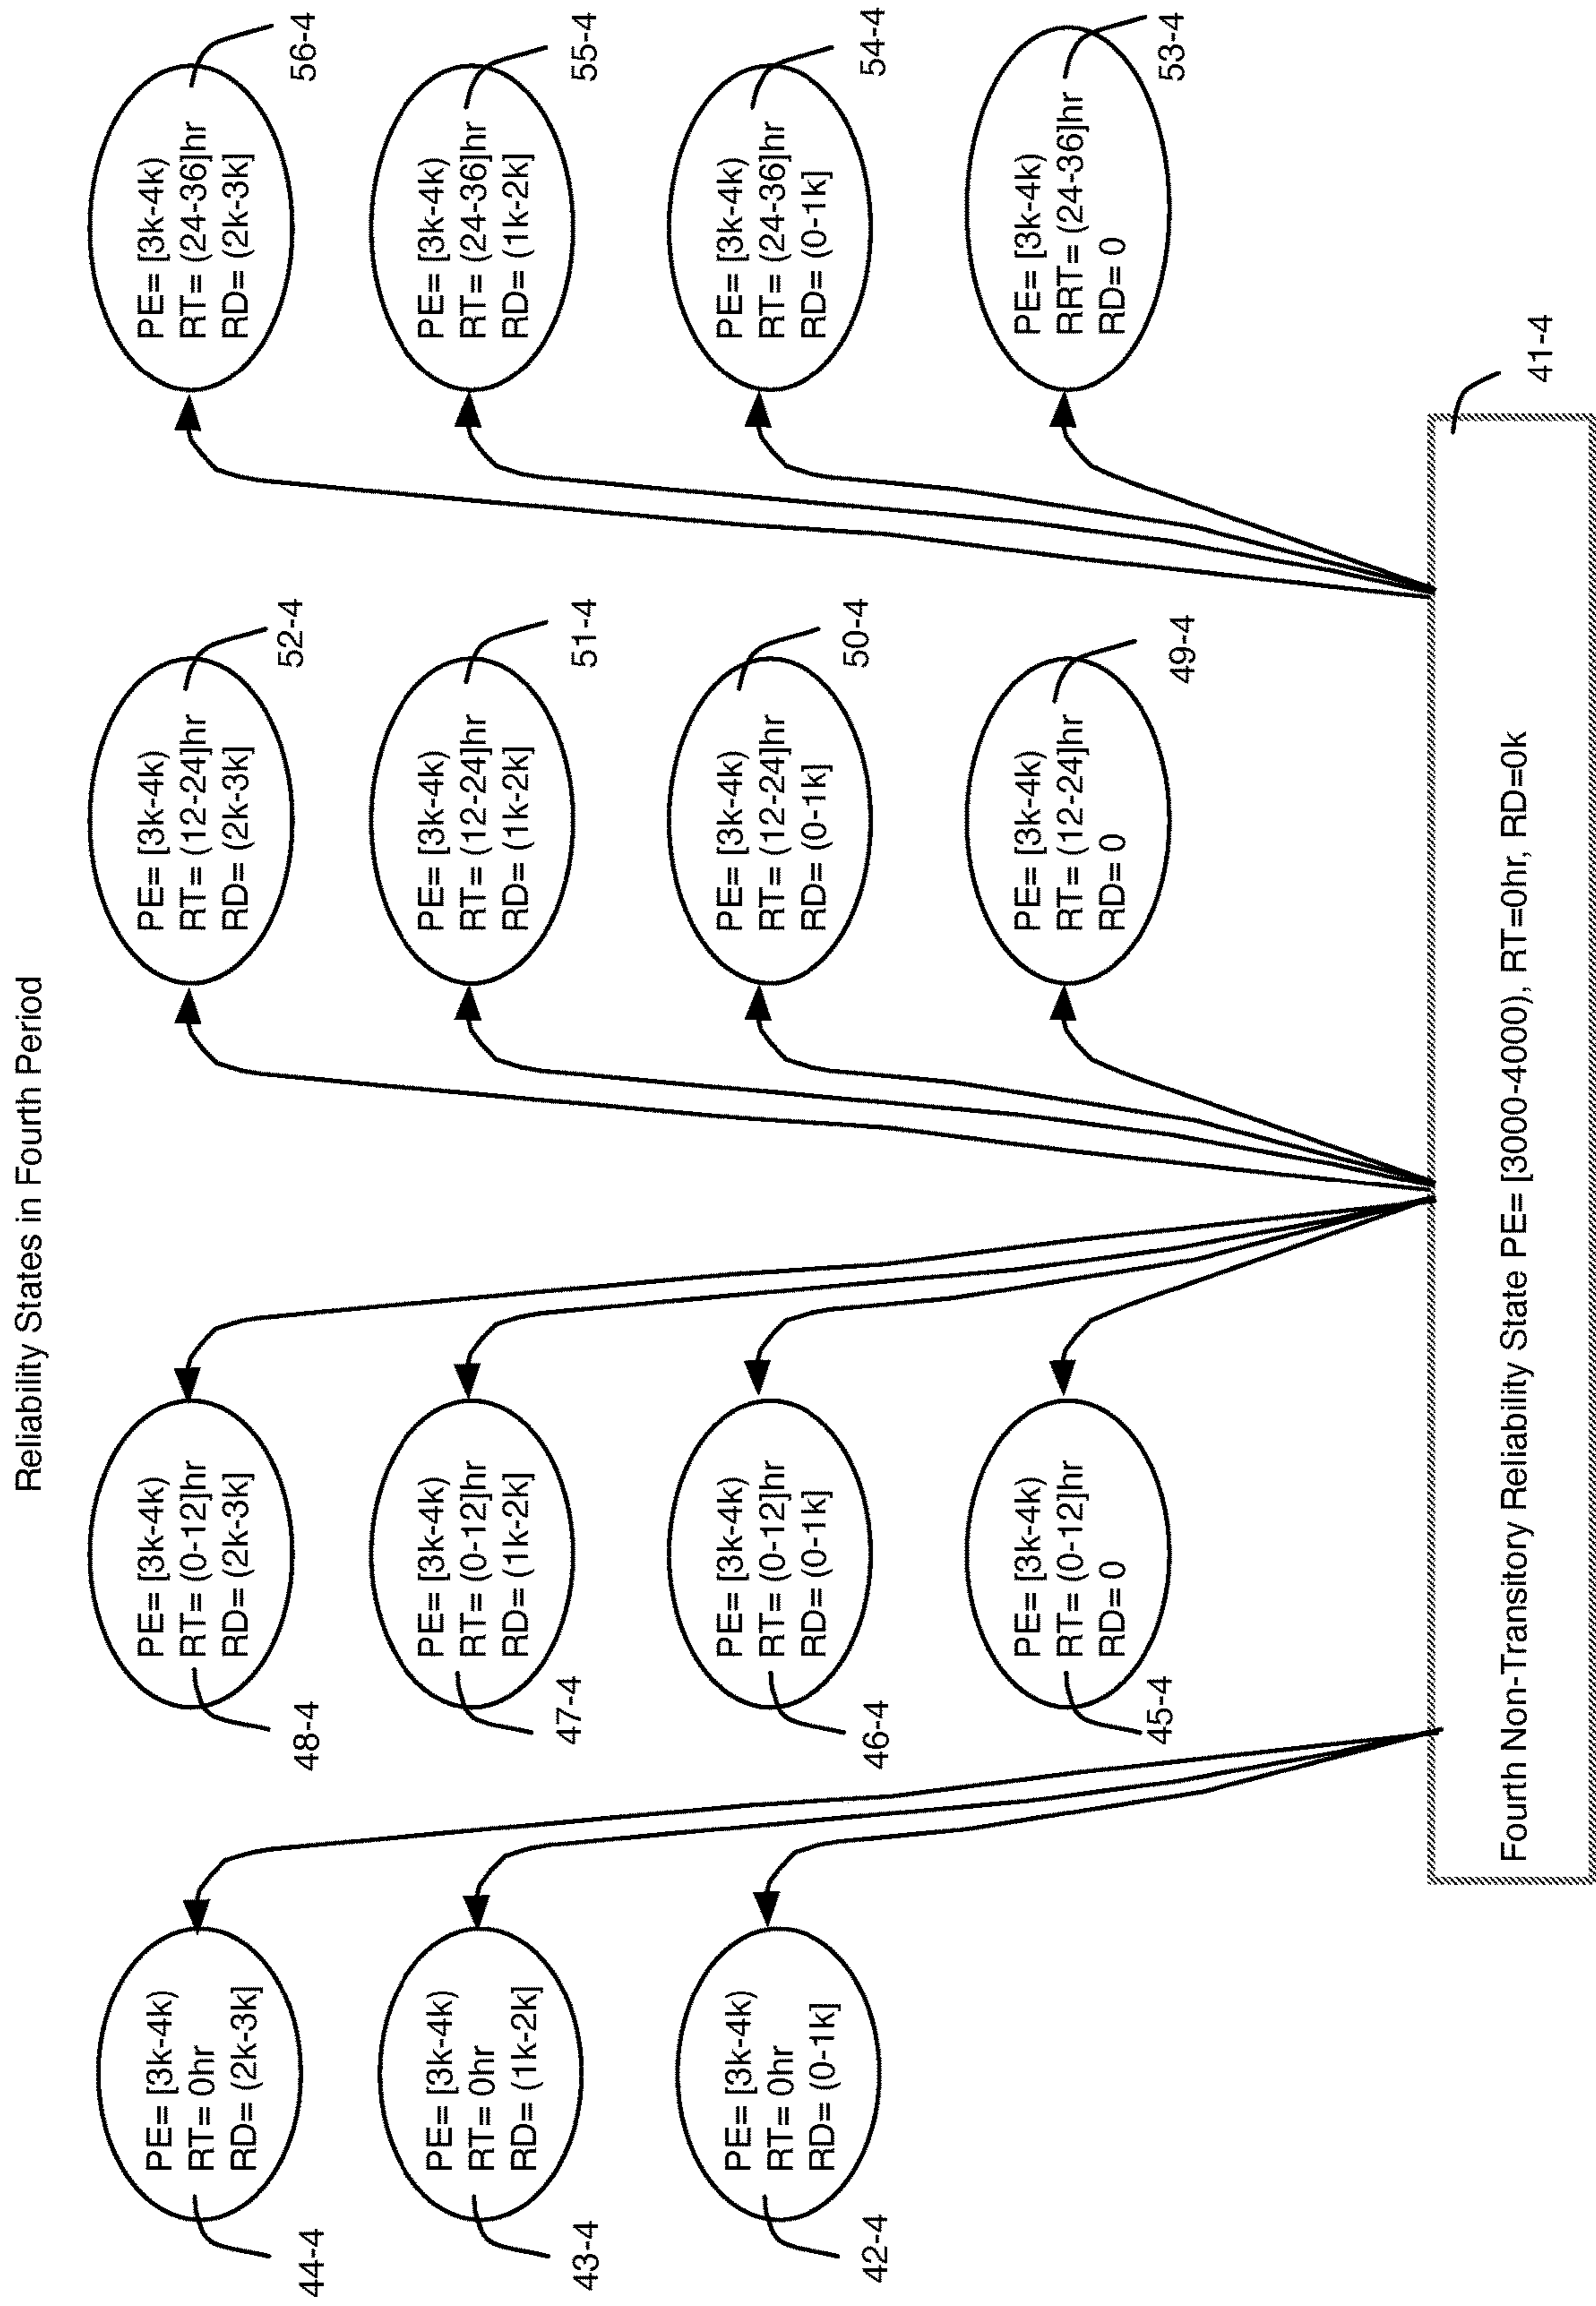 Reliability States in Fourth Period
PE= [3k-4k)
RT= 0hr
RD= (2k-3k]
44-4
PE= [3k-4k)
RT= (0-12]hr
RD= (2k-3k]
48-4
PE= [3k-4k)
RT= (12-24]hr
RD= (2k-3k]
52-4
PE= [3k-4k)
RT= (24-36]hr
RD= (2k-3k]
56-4
PE= [3k-4k)
RT= 0hr
RD= (1k-2k]
43-4
PE= [3k-4k)
RT= (0-12]hr
RD= (1k-2k]
47-4
PE= [3k-4k)
RT= (12-24]hr
RD= (1k-2k]
51-4
PE= [3k-4k)
RT= (24-36]hr
RD= (1k-2k]
55-4
PE= [3k-4k)
RT= 0hr
RD= (0-1k]
42-4
PE= [3k-4k)
RT= (0-12]hr
RD= (0-1k]
46-4
PE= [3k-4k)
RT= (12-24]hr
RD= (0-1k]
50-4
PE= [3k-4k)
RT= (24-36]hr
RD= (0-1k]
54-4
PE= [3k-4k)
RT= (0-12]hr
RD= 0
45-4
PE= [3k-4k)
RT= (12-24]hr
RD= 0
49-4
PE= [3k-4k)
RRT= (24-36]hr
RD= 0
53-4
41-4
Fourth Non-Transitory Reliability State PE= [3000-4000), RT=0hr, RD=0k